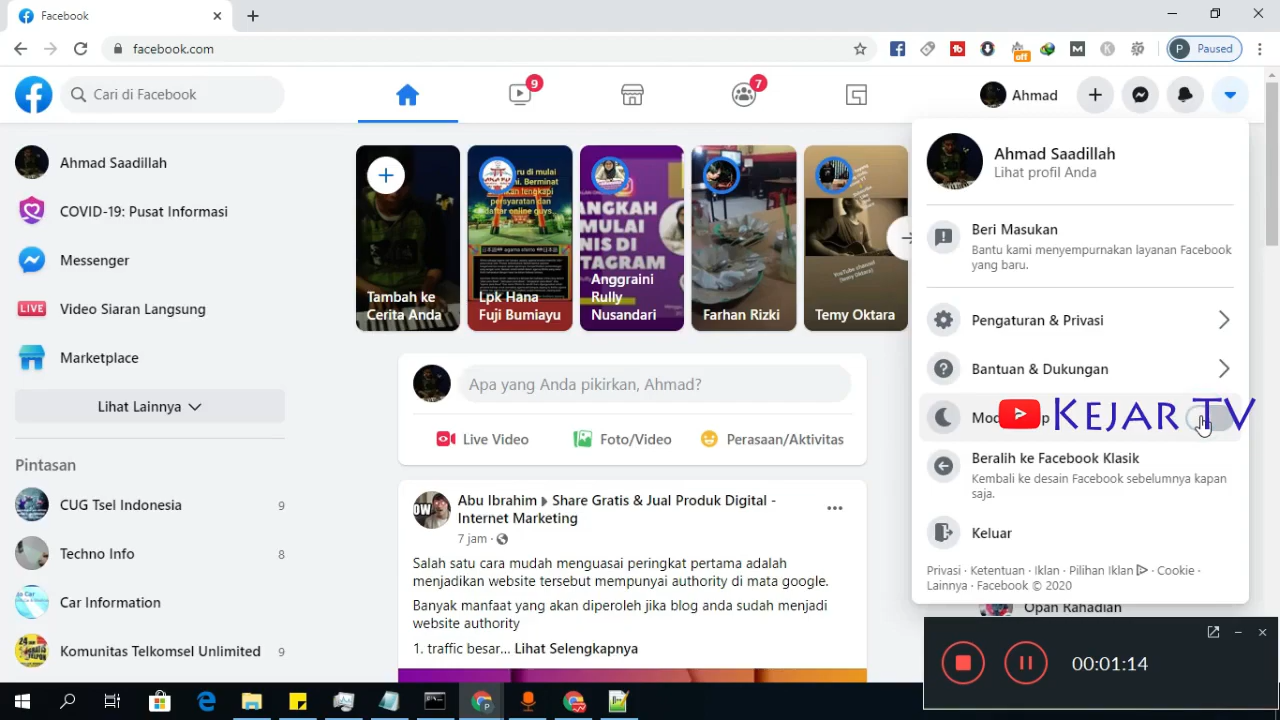 Facebook
facebook.com
off
M
K
P
Paused
Cari di Facebook
9
7
Ahmad
Ahmad Saadillah
COVID-19: Pusat Informasi
Messenger
LIVE
Video Siaran Langsung
Marketplace
Lihat Lainnya
Pintasan
CUG Tsel Indonesia
9
Techno Info
8
Car Information
Komunitas Telkomsel Unlimited
9
Tambah ke
Cerita Anda
Lpk Hana
Fuji Bumiayu
Anggraini
Rully
Nusandari
Farhan Rizki
Temy Oktara
Apa yang Anda pikirkan, Ahmad?
Live Video
Foto/Video
Perasaan/Aktivitas
Abu Ibrahim Share Gratis & Jual Produk Digital -
Internet Marketing
7 jam ·
Salah satu cara mudah menguasai peringkat pertama adalah
menjadikan website tersebut mempunyai authority di mata google.
Banyak manfaat yang akan diperoleh jika blog anda sudah menjadi
website authority
1. traffic besar... Lihat Selengkapnya
Ahmad Saadillah
Lihat profil Anda
Beri Masukan
Bantu kami menyempurnakan layanan Facebook
yang baru.
Pengaturan & Privasi
Bantuan & Dukungan
KEJAR TV
Beralih ke Facebook Klasik
Kembali ke desain Facebook sebelumnya kapan
saja.
Keluar
Privasi · Ketentuan · Iklan · Pilihan Iklan · Cookie ·
Lainnya · Facebook © 2020
Opan Rahadian
00:01:14